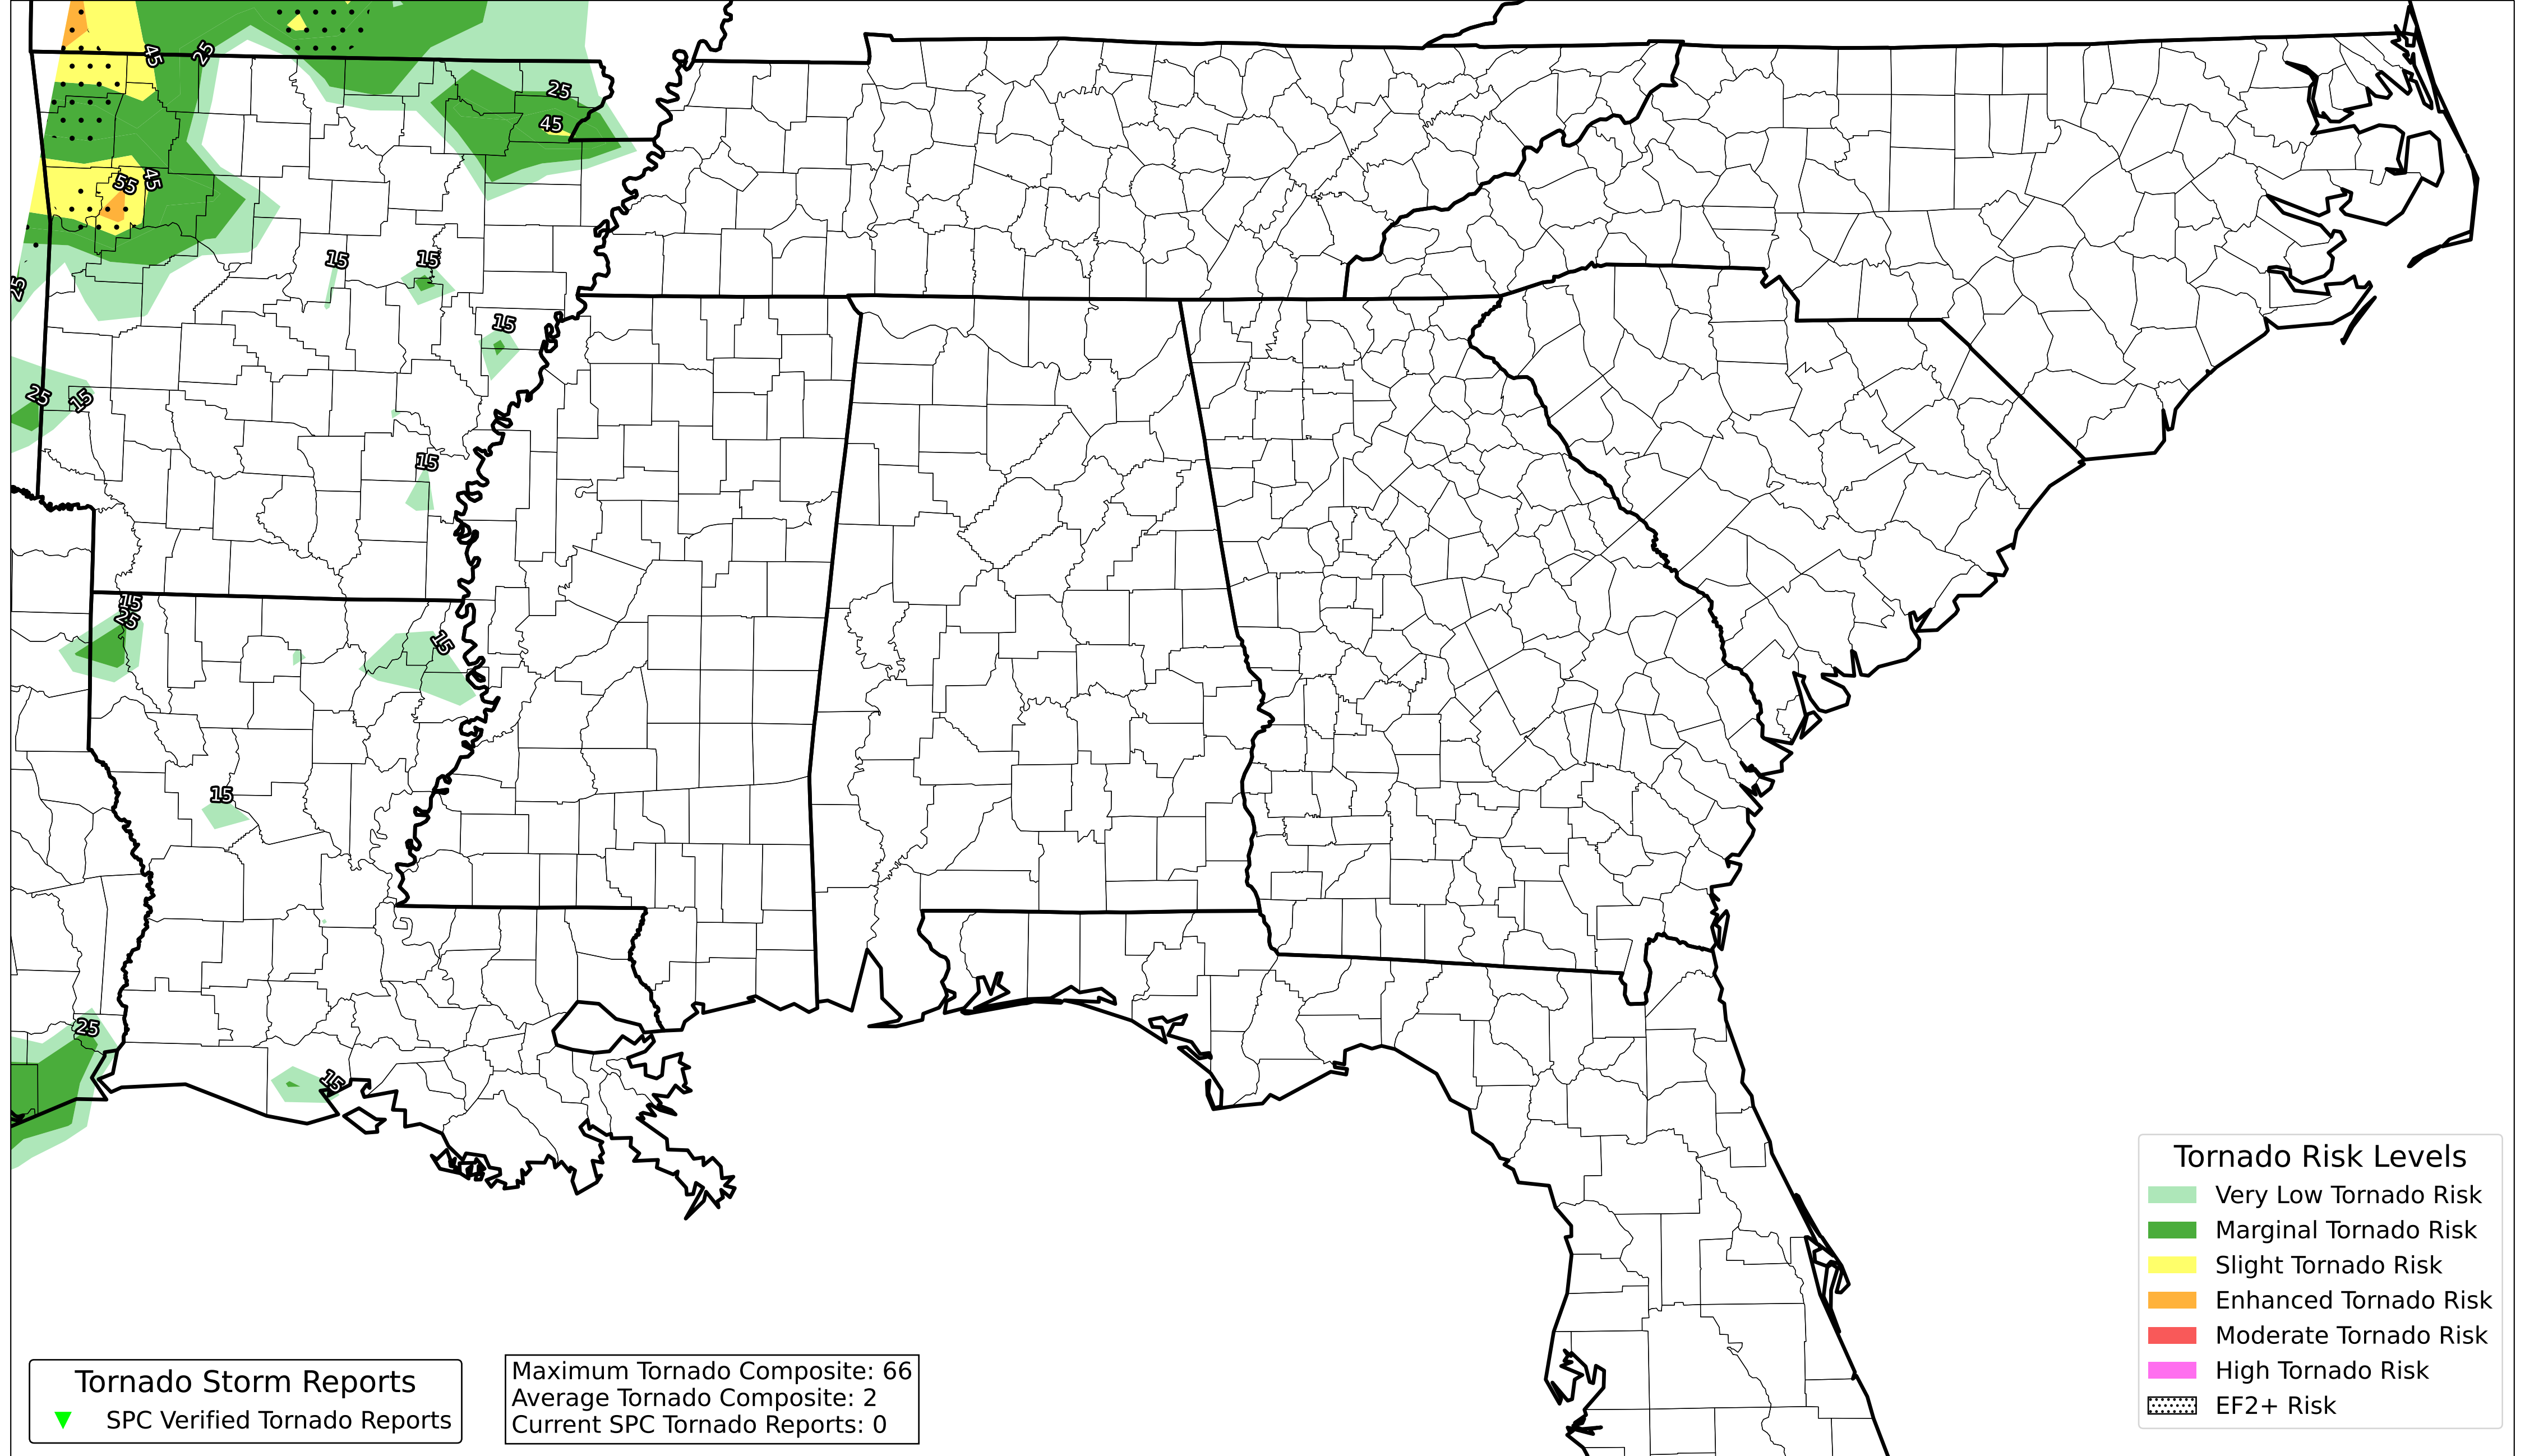 45
25
25
45
55
45
15
15
25
15
25
15
15
15
25
15
15
25
15
Tornado Risk Levels
Very Low Tornado Risk
Marginal Tornado Risk
Slight Tornado Risk
Enhanced Tornado Risk
Moderate Tornado Risk
High Tornado Risk
EF2+ Risk
Tornado Storm Reports
SPC Verified Tornado Reports
Maximum Tornado Composite: 66
Average Tornado Composite: 2
Current SPC Tornado Reports: 0